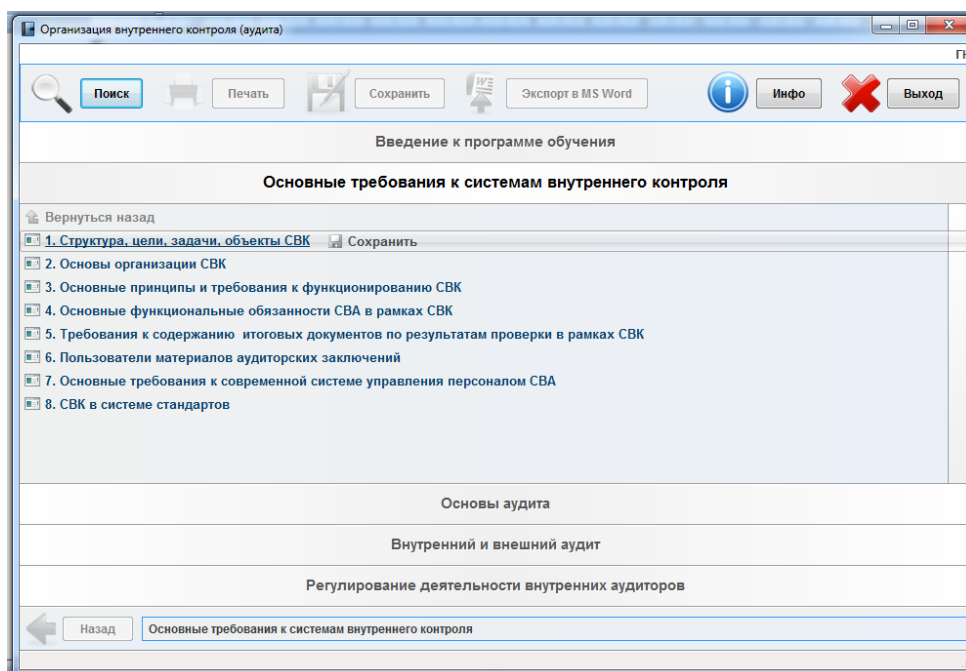 Организация внутреннего контроля (аудита)
Поиск Печать Сохранить Экспорт в MS Word Инфо Выход
Введение к программе обучения
Основные требования к системам внутреннего контроля
Вернуться назад
1. Структура, цели, задачи, объекты СВК Сохранить
2. Основы организации СВК
3. Основные принципы и требования к функционированию СВК
4. Основные функциональные обязанности СВА в рамках СВК
5. Требования к содержанию итоговых документов по результатам проверки в рамках СВК
6. Пользователи материалов аудиторских заключений
7. Основные требования к современной системе управления персоналом СВА
8. СВК в системе стандартов
Основы аудита
Внутренний и внешний аудит
Регулирование деятельности внутренних аудиторов
Назад Основные требования к системам внутреннего контроля